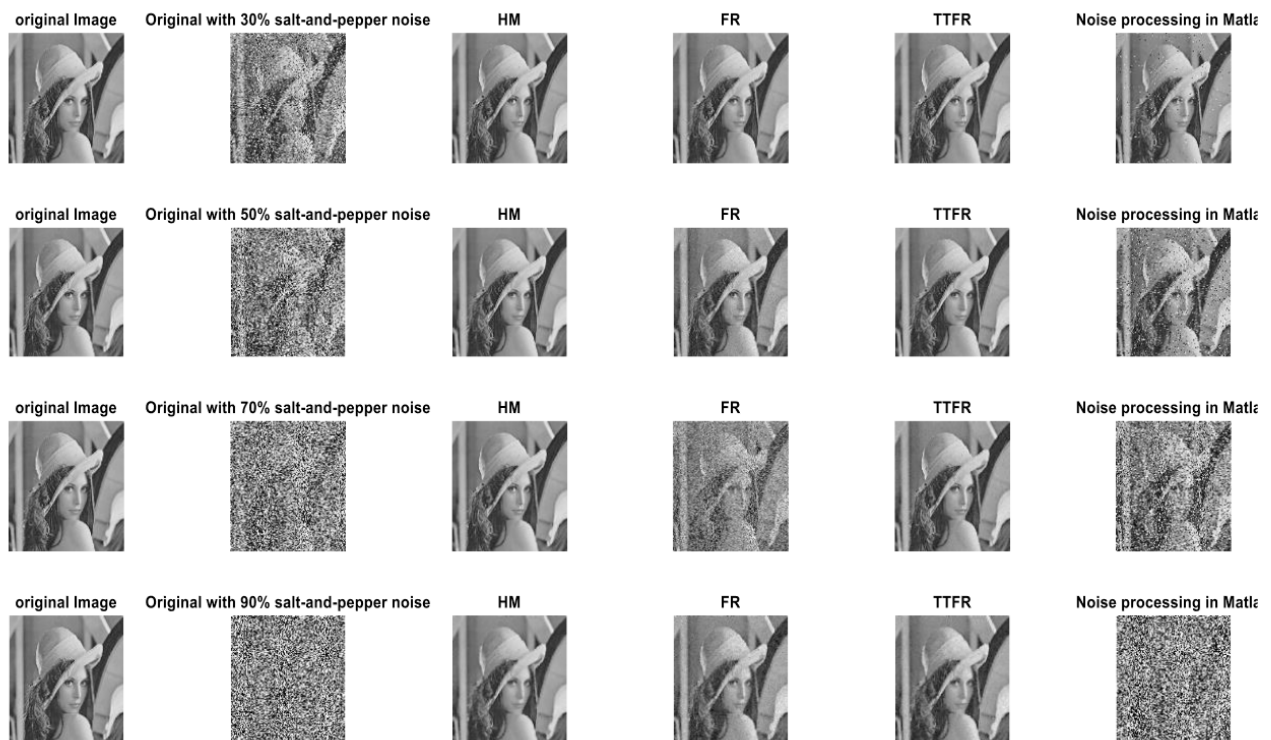 original Image Original with 30% salt-and-pepper noise HM FR TTFR Noise processing in Matla
original Image Original with 50% salt-and-pepper noise HM FR TTFR Noise processing in Matla
original Image Original with 70% salt-and-pepper noise HM FR TTFR Noise processing in Matla
original Image Original with 90% salt-and-pepper noise HM FR TTFR Noise processing in Matla